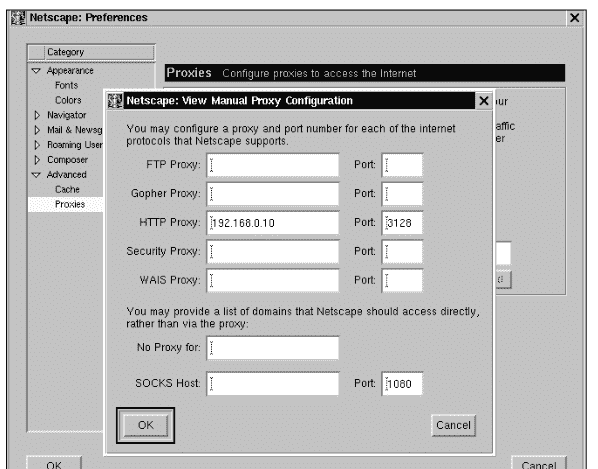 Netscape: Preferences
Category
Appearance
Fonts
Colors
Navigator
Mail & Newsg
Roaming User
Composer
Advanced
Cache
Proxies
Proxies Configure proxies to access the Internet
our
affic
er
Netscape: View Manual Proxy Configuration
You may configure a proxy and port number for each of the internet
protocols that Netscape supports.
FTP Proxy: Port:
Gopher Proxy: Port:
HTTP Proxy: 192.168.0.10 Port: 3128
Security Proxy: Port:
WAIS Proxy: Port:
You may provide a list of domains that Netscape should access directly,
rather than via the proxy:
No Proxy for:
SOCKS Host: Port: 1080
OK Cancel
OK Cancel